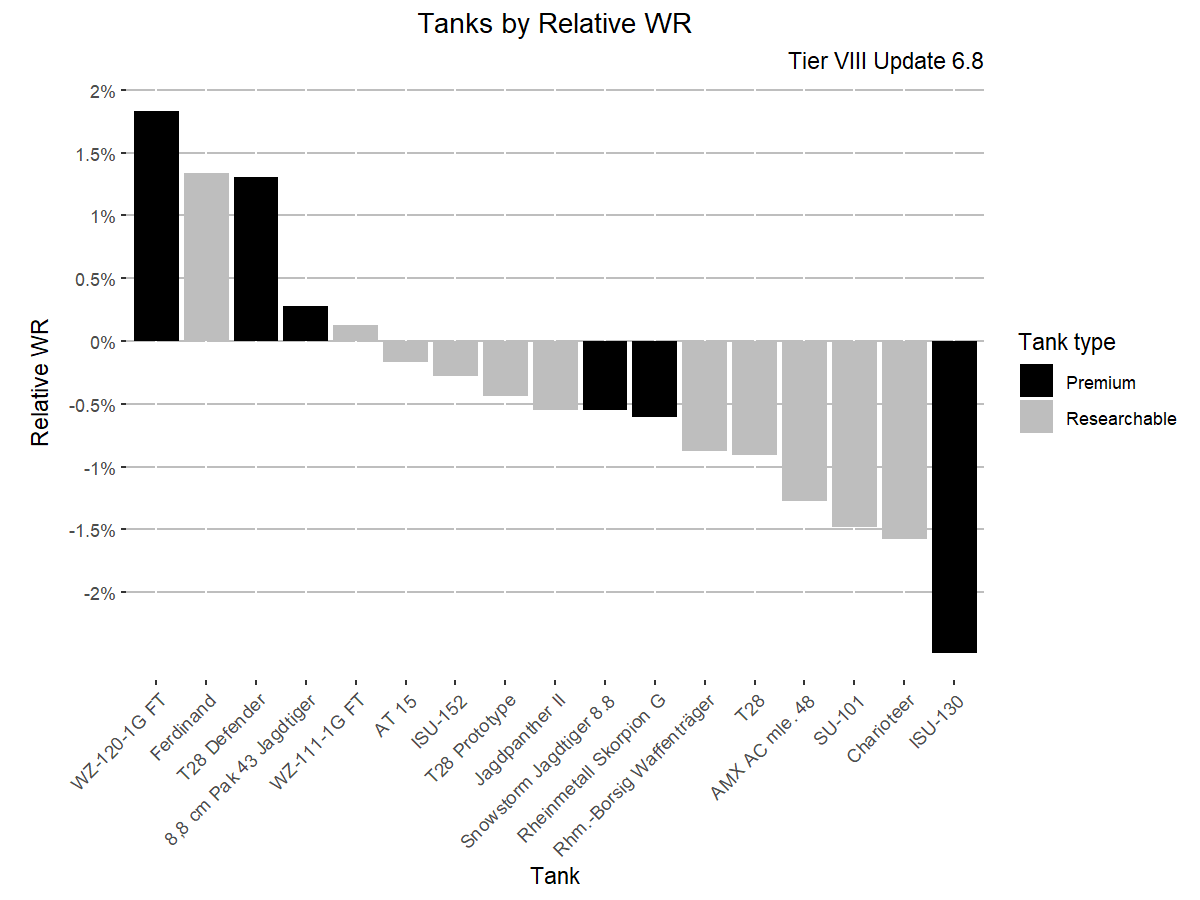 Tanks by Relative WR
Tier VIII Update 6.8
2%
1.5%
1%
0.5%
0%
-0.5%
-1%
-1.5%
-2%
Relative WR
WZ-120-1G FT
Ferdinand
T28 Defender
8,8 cm Pak 43 Jagdtiger
WZ-111-1G FT
AT 15
ISU-152
T28 Prototype
Jagdpanther II
Snowstorm Jagdtiger 8.8
Rheinmetall Skorpion G
Rhm.-Borsig Waffenträger
T28
AMX AC mle. 48
SU-101
Charioteer
ISU-130
Tank
Tank type
Premium
Researchable